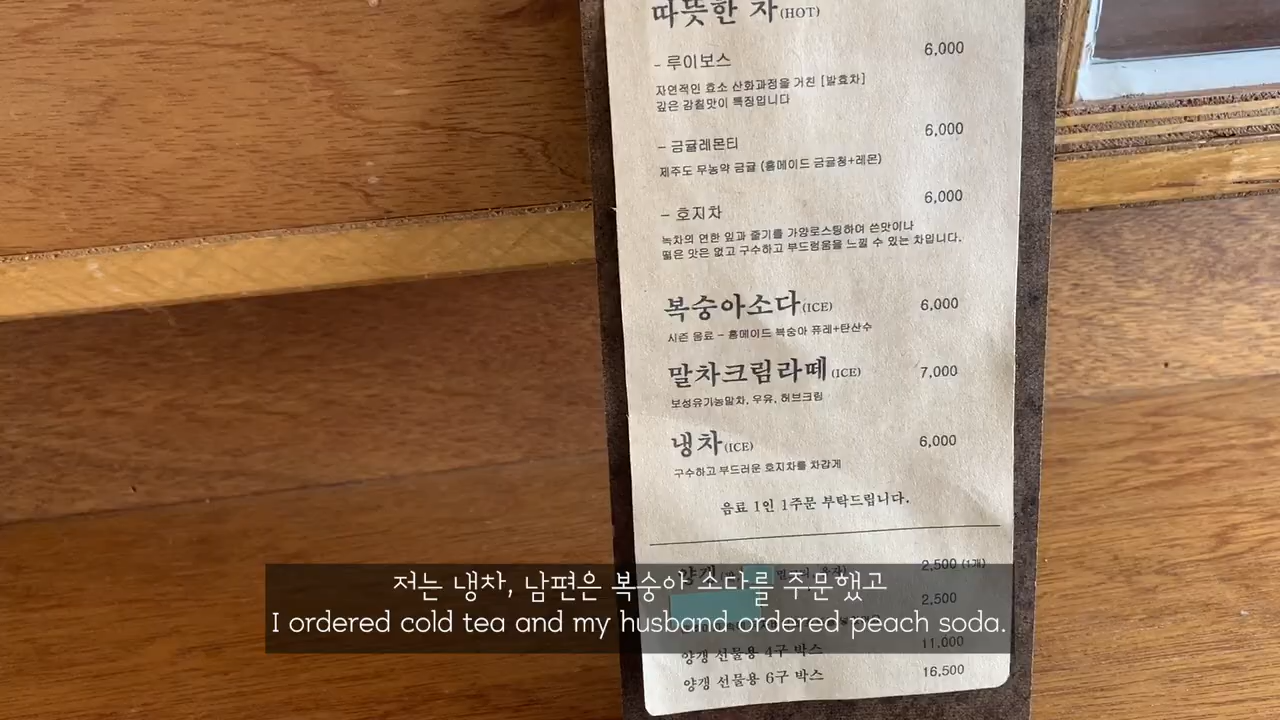 따뜻한 차(HOT)
- 루이보스 6,000
자연적인 효소 산화과정을 거친 [발효차]
깊은 감칠맛이 특징입니다
- 금귤레몬티 6,000
제주도 무농약 금귤 (홈메이드 금귤청+레몬)
- 호지차 6,000
녹차의 연한 잎과 줄기를 가양로스팅하여 쓴맛이나
떫은 맛은 없고 구수하고 부드럼움을 느낄 수 있는 차입니다.
복숭아소다(ICE) 6,000
시즌 음료 - 홈메이드 복숭아 퓨레+탄산수
말차크림라떼(ICE) 7,000
보성유기농말차, 우유, 허브크림
냉차(ICE) 6,000
구수하고 부드러운 호지차를 차갑게
음료 1인 1주문 부탁드립니다.
양갱 2,500 (1개)
2,500
저는 냉차, 남편은 복숭아 소다를 주문했고
I ordered cold tea and my husband ordered peach soda.
양갱 선물용 4구 박스 11,000
양갱 선물용 6구 박스 16,500